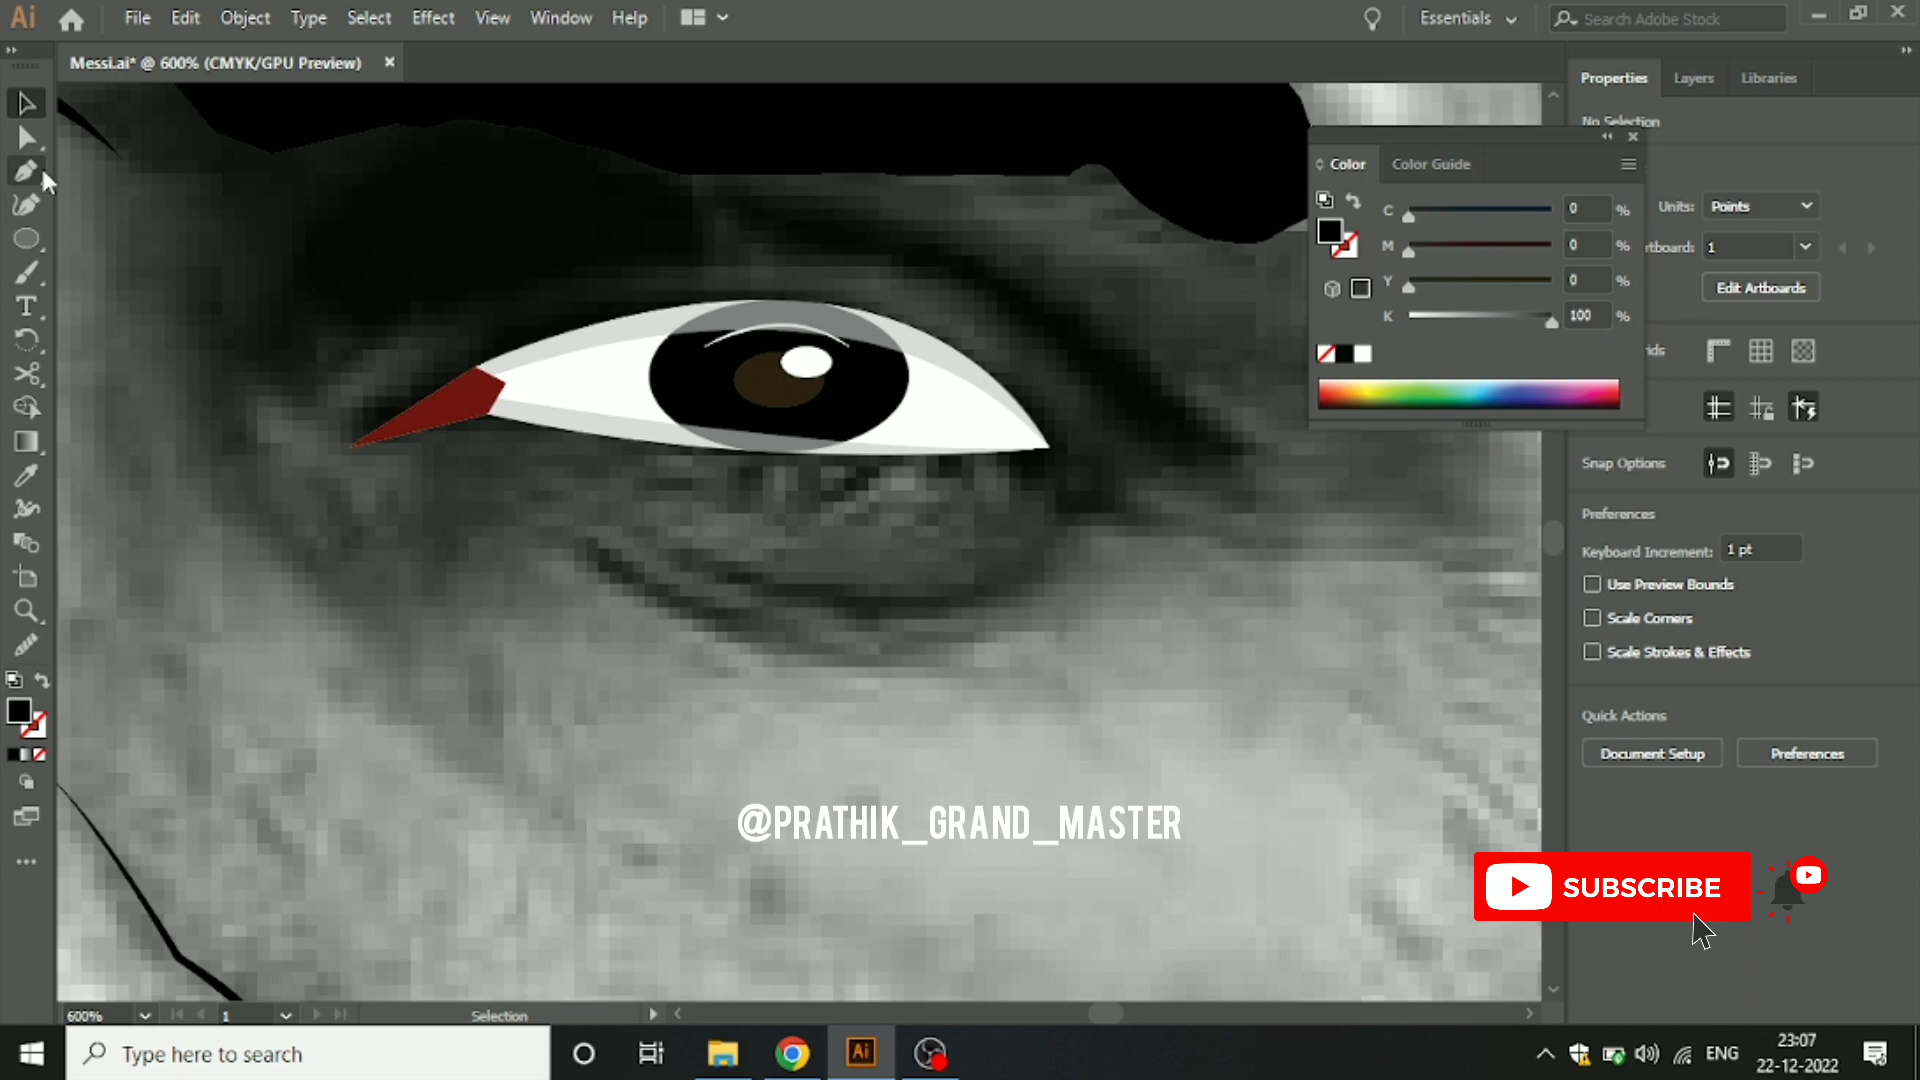 Ai File Edit Object Type Select Effect View Window Help Essentials Search Adobe Stock
Messi.ai* @ 600% (CMYK/GPU Preview) ×
Properties Layers Libraries
No Selection
Color Color Guide
C 0 %
M 0 %
Y 0 %
K 100 %
Units: Points
rtboard: 1
Edit Artboards
ids
Snap Options
Preferences
Keyboard Increment: 1 pt
Use Preview Bounds
Scale Corners
Scale Strokes & Effects
Quick Actions
Document Setup Preferences
@PRATHIK_GRAND_MASTER
SUBSCRIBE
600% 1 Selection
Type here to search
Ai
ENG
23:07
22-12-2022